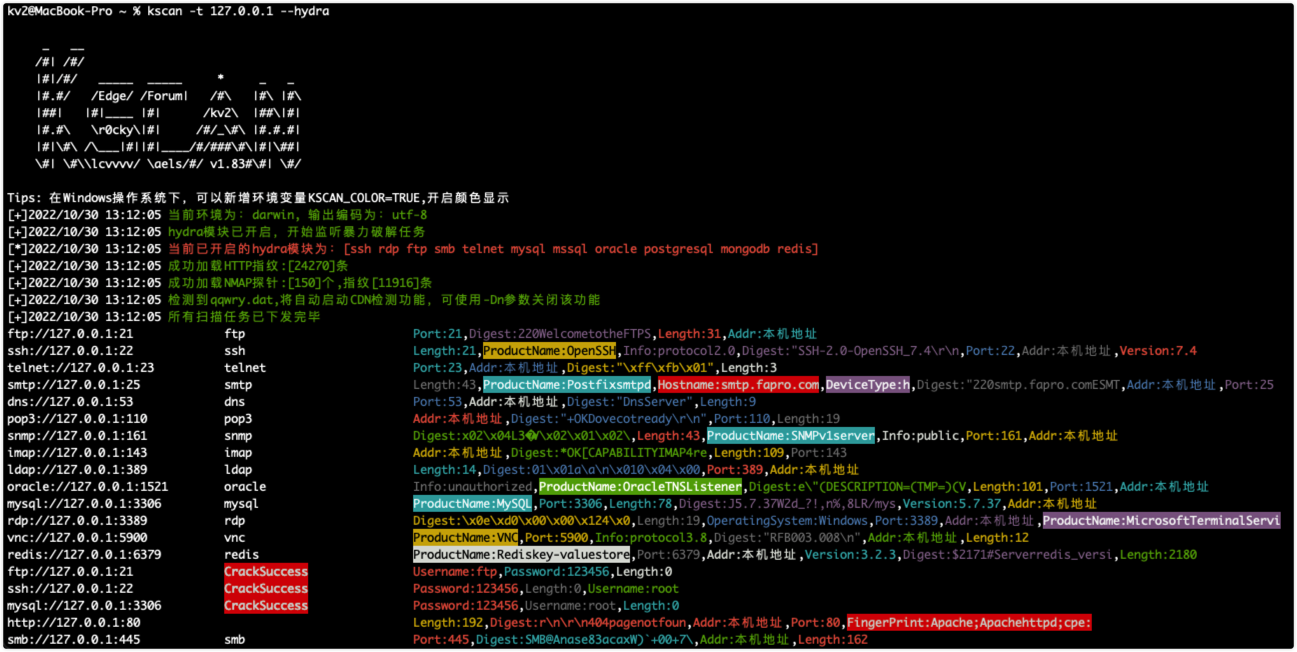 kv2@MacBook-Pro ~ % kscan -t 127.0.0.1 --hydra
     _   __
    /#| /#/
    |#|/#/   _____  _____     *     _   _
    |#.#/   /Edge/ /Forum|   /#\   |#\ |#\
    |##|   |#|____ |#|      /kv2\  |##\|#|
    |#.#\   \r0cky\|#|     /#/_\#\ |#.#.#|
    |#|\#\ /\___|#||#|____/#/###\#\|#|\##|
    \#| \#\\lcvvvv/ \aels/#/ v1.83#\#| \#/
Tips: 在Windows操作系统下, 可以新增环境变量KSCAN_COLOR=TRUE,开启颜色显示
[+]2022/10/30 13:12:05 当前环境为: darwin, 输出编码为: utf-8
[+]2022/10/30 13:12:05 hydra模块已开启, 开始监听暴力破解任务
[*]2022/10/30 13:12:05 当前已开启的hydra模块为: [ssh rdp ftp smb telnet mysql mssql oracle postgresql mongodb redis]
[+]2022/10/30 13:12:05 成功加载HTTP指纹:[24270]条
[+]2022/10/30 13:12:05 成功加载NMAP探针:[150]个,指纹[11916]条
[+]2022/10/30 13:12:05 检测到qqwry.dat,将自动启动CDN检测功能, 可使用-Dn参数关闭该功能
[+]2022/10/30 13:12:05 所有扫描任务已下发完毕
ftp://127.0.0.1:21 ftp Port:21,Digest:220WelcometotheFTPS,Length:31,Addr:本机地址
ssh://127.0.0.1:22 ssh Length:21,ProductName:OpenSSH,Info:protocol2.0,Digest:"SSH-2.0-OpenSSH_7.4\r\n,Port:22,Addr:本机地址,Version:7.4
telnet://127.0.0.1:23 telnet Port:23,Addr:本机地址,Digest:"\xff\xfb\x01",Length:3
smtp://127.0.0.1:25 smtp Length:43,ProductName:Postfixsmtpd,Hostname:smtp.fapro.com,DeviceType:h,Digest:"220smtp.fapro.comESMT,Addr:本机地址,Port:25
dns://127.0.0.1:53 dns Port:53,Addr:本机地址,Digest:"DnsServer",Length:9
pop3://127.0.0.1:110 pop3 Addr:本机地址,Digest:"+OKDovecotready\r\n",Port:110,Length:19
snmp://127.0.0.1:161 snmp Digest:x02\x04L3�\x02\x01\x02\,Length:43,ProductName:SNMPv1server,Info:public,Port:161,Addr:本机地址
imap://127.0.0.1:143 imap Addr:本机地址,Digest:*OK[CAPABILITYIMAP4re,Length:109,Port:143
ldap://127.0.0.1:389 ldap Length:14,Digest:01\x01a\a\n\x010\x04\x00,Port:389,Addr:本机地址
oracle://127.0.0.1:1521 oracle Info:unauthorized,ProductName:OracleTNSListener,Digest:e\"(DESCRIPTION=(TMP=)(V,Length:101,Port:1521,Addr:本机地址
mysql://127.0.0.1:3306 mysql ProductName:MySQL,Port:3306,Length:78,Digest:J5.7.37W2d_?!,n%,8LR/mys,Version:5.7.37,Addr:本机地址
rdp://127.0.0.1:3389 rdp Digest:\x0e\xd0\x00\x00\x124\x0,Length:19,OperatingSystem:Windows,Port:3389,Addr:本机地址,ProductName:MicrosoftTerminalServi
vnc://127.0.0.1:5900 vnc ProductName:VNC,Port:5900,Info:protocol3.8,Digest:"RFB003.008\n",Addr:本机地址,Length:12
redis://127.0.0.1:6379 redis ProductName:Rediskey-valuestore,Port:6379,Addr:本机地址,Version:3.2.3,Digest:$2171#Serverredis_versi,Length:2180
ftp://127.0.0.1:21 CrackSuccess Username:ftp,Password:123456,Length:0
ssh://127.0.0.1:22 CrackSuccess Password:123456,Length:0,Username:root
mysql://127.0.0.1:3306 CrackSuccess Password:123456,Username:root,Length:0
http://127.0.0.1:80 Length:192,Digest:r\n\r\n404pagenotfoun,Addr:本机地址,Port:80,FingerPrint:Apache;Apachehttpd;cpe:
smb://127.0.0.1:445 smb Port:445,Digest:SMB@Anase83acaxW)`+00+7\,Addr:本机地址,Length:162